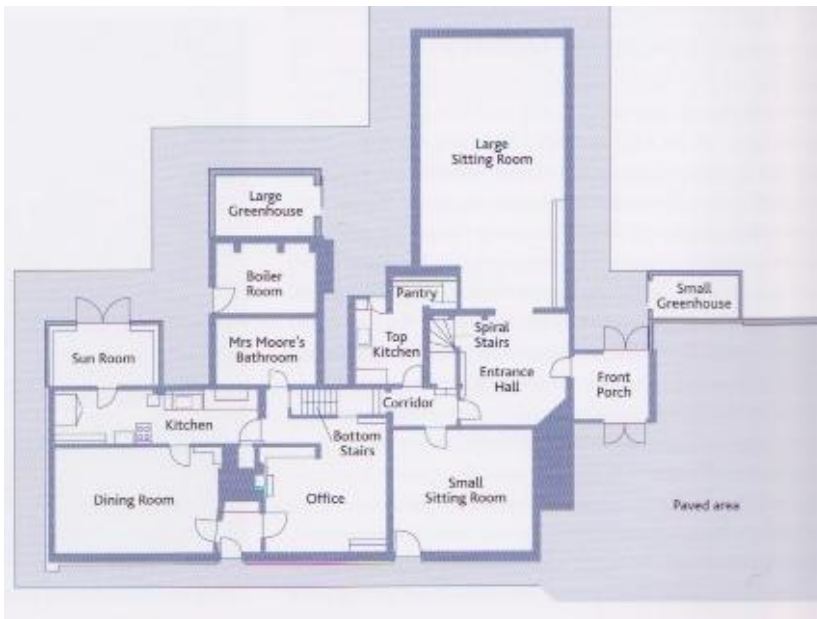 Large
Sitting Room
Large
Greenhouse
Boiler
Room
Pantry
Small
Greenhouse
Spiral
Stairs
Top
Kitchen
Mrs Moore's
Bathroom
Sun Room
Entrance
Hall
Front
Porch
Corridor
Kitchen
Bottom
Stairs
Dining Room
Office
Small
Sitting Room
Paved area